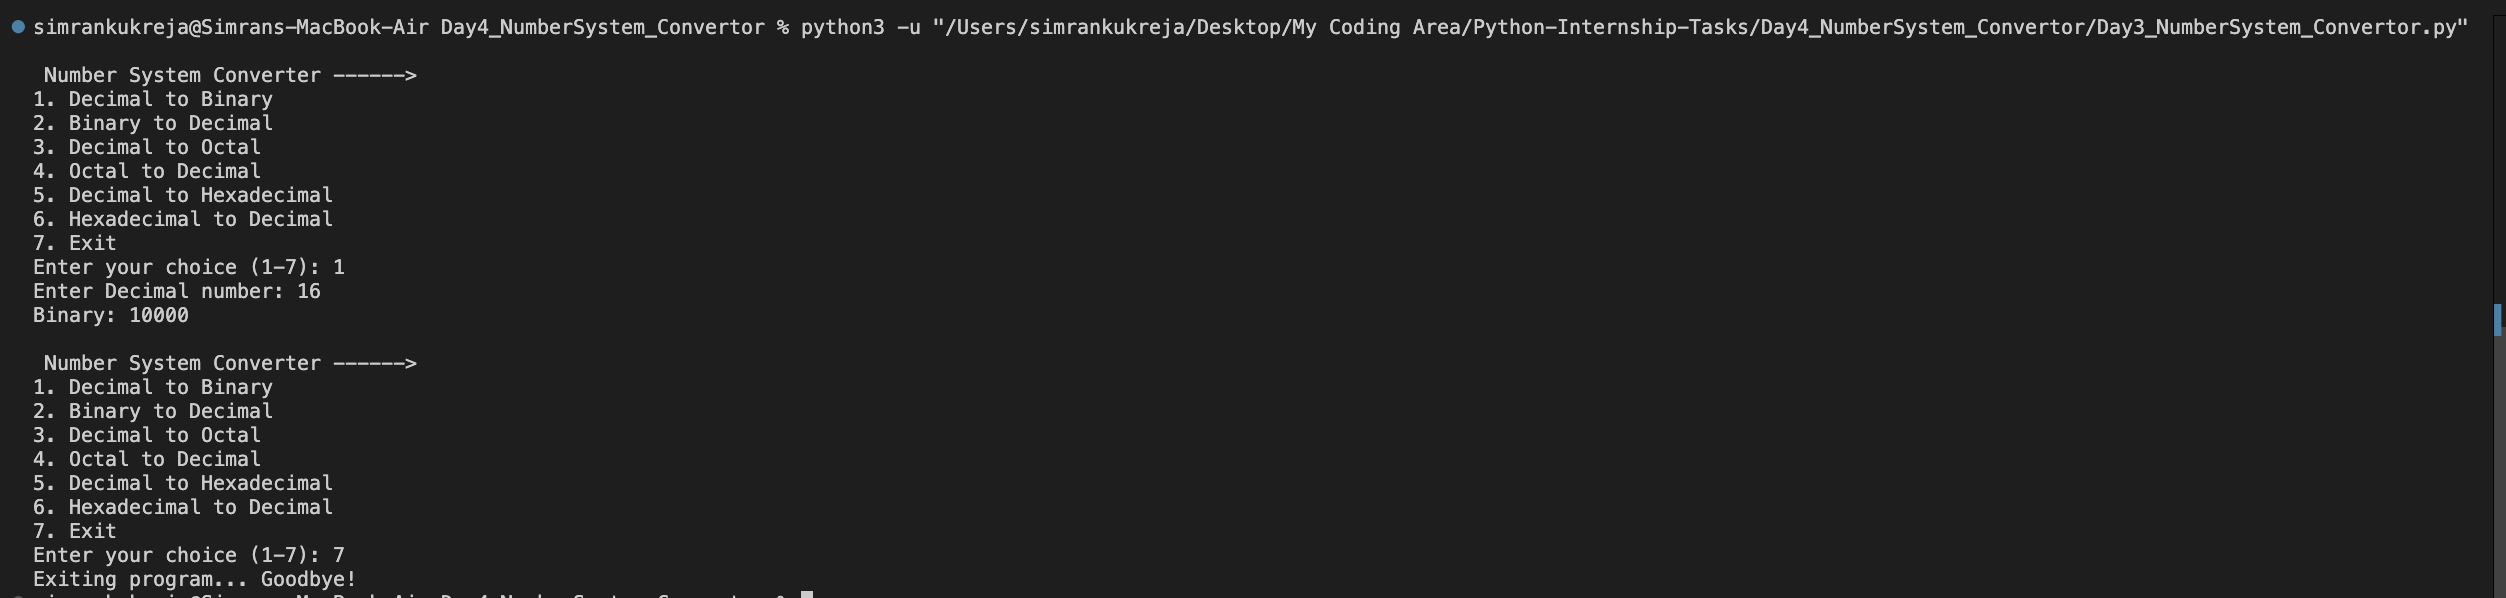 simrankukreja@Simrans-MacBook-Air Day4_NumberSystem_Convertor % python3 -u "/Users/simrankukreja/Desktop/My Coding Area/Python-Internship-Tasks/Day4_NumberSystem_Convertor/Day3_NumberSystem_Convertor.py"
Number System Converter ------>
1. Decimal to Binary
2. Binary to Decimal
3. Decimal to Octal
4. Octal to Decimal
5. Decimal to Hexadecimal
6. Hexadecimal to Decimal
7. Exit
Enter your choice (1-7): 1
Enter Decimal number: 16
Binary: 10000
Number System Converter ------>
1. Decimal to Binary
2. Binary to Decimal
3. Decimal to Octal
4. Octal to Decimal
5. Decimal to Hexadecimal
6. Hexadecimal to Decimal
7. Exit
Enter your choice (1-7): 7
Exiting program... Goodbye!